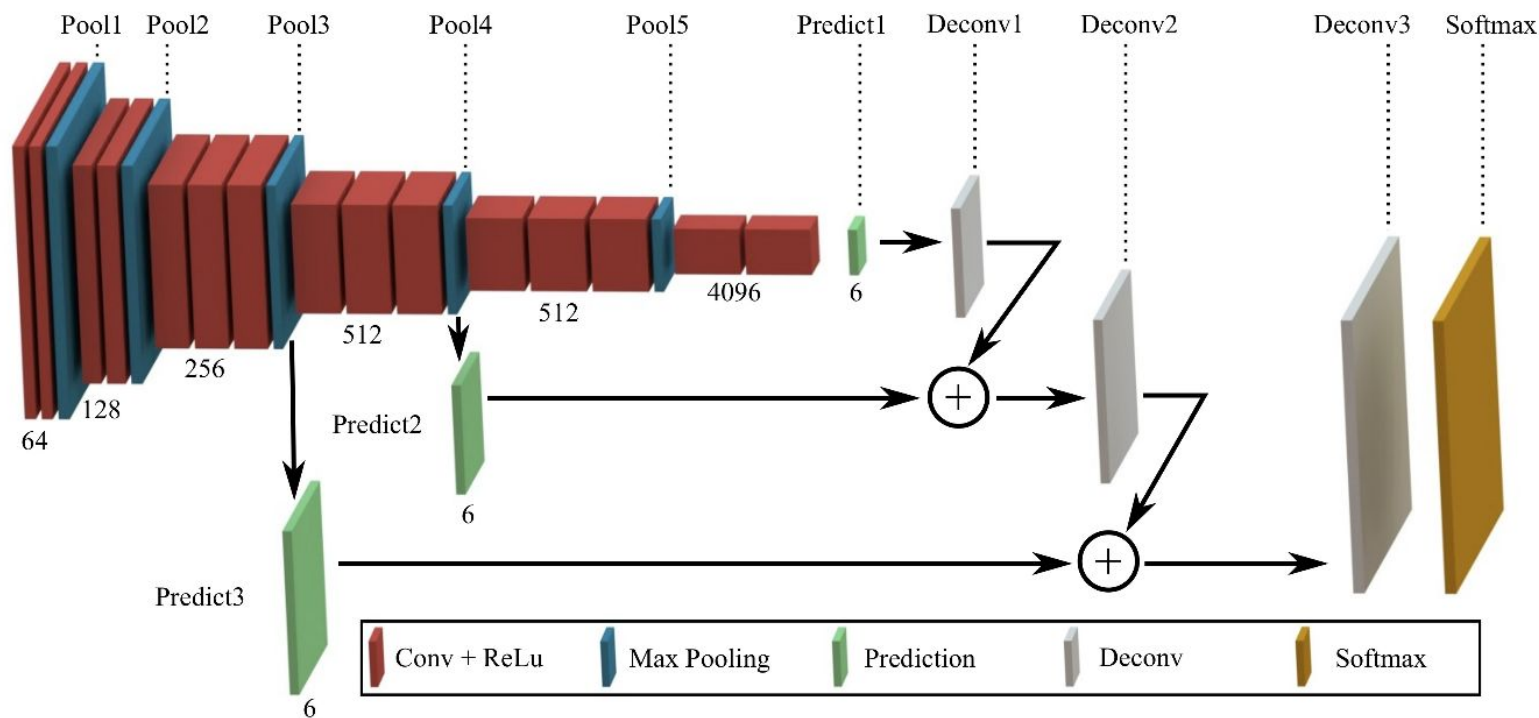 Pool1 Pool2 Pool3 Pool4 Pool5 Predict1 Deconv1 Deconv2 Deconv3 Softmax
4096 6
512
512
256
128
64
+
Predict2
6
+
Predict3
6
Conv + ReLu Max Pooling Prediction Deconv Softmax